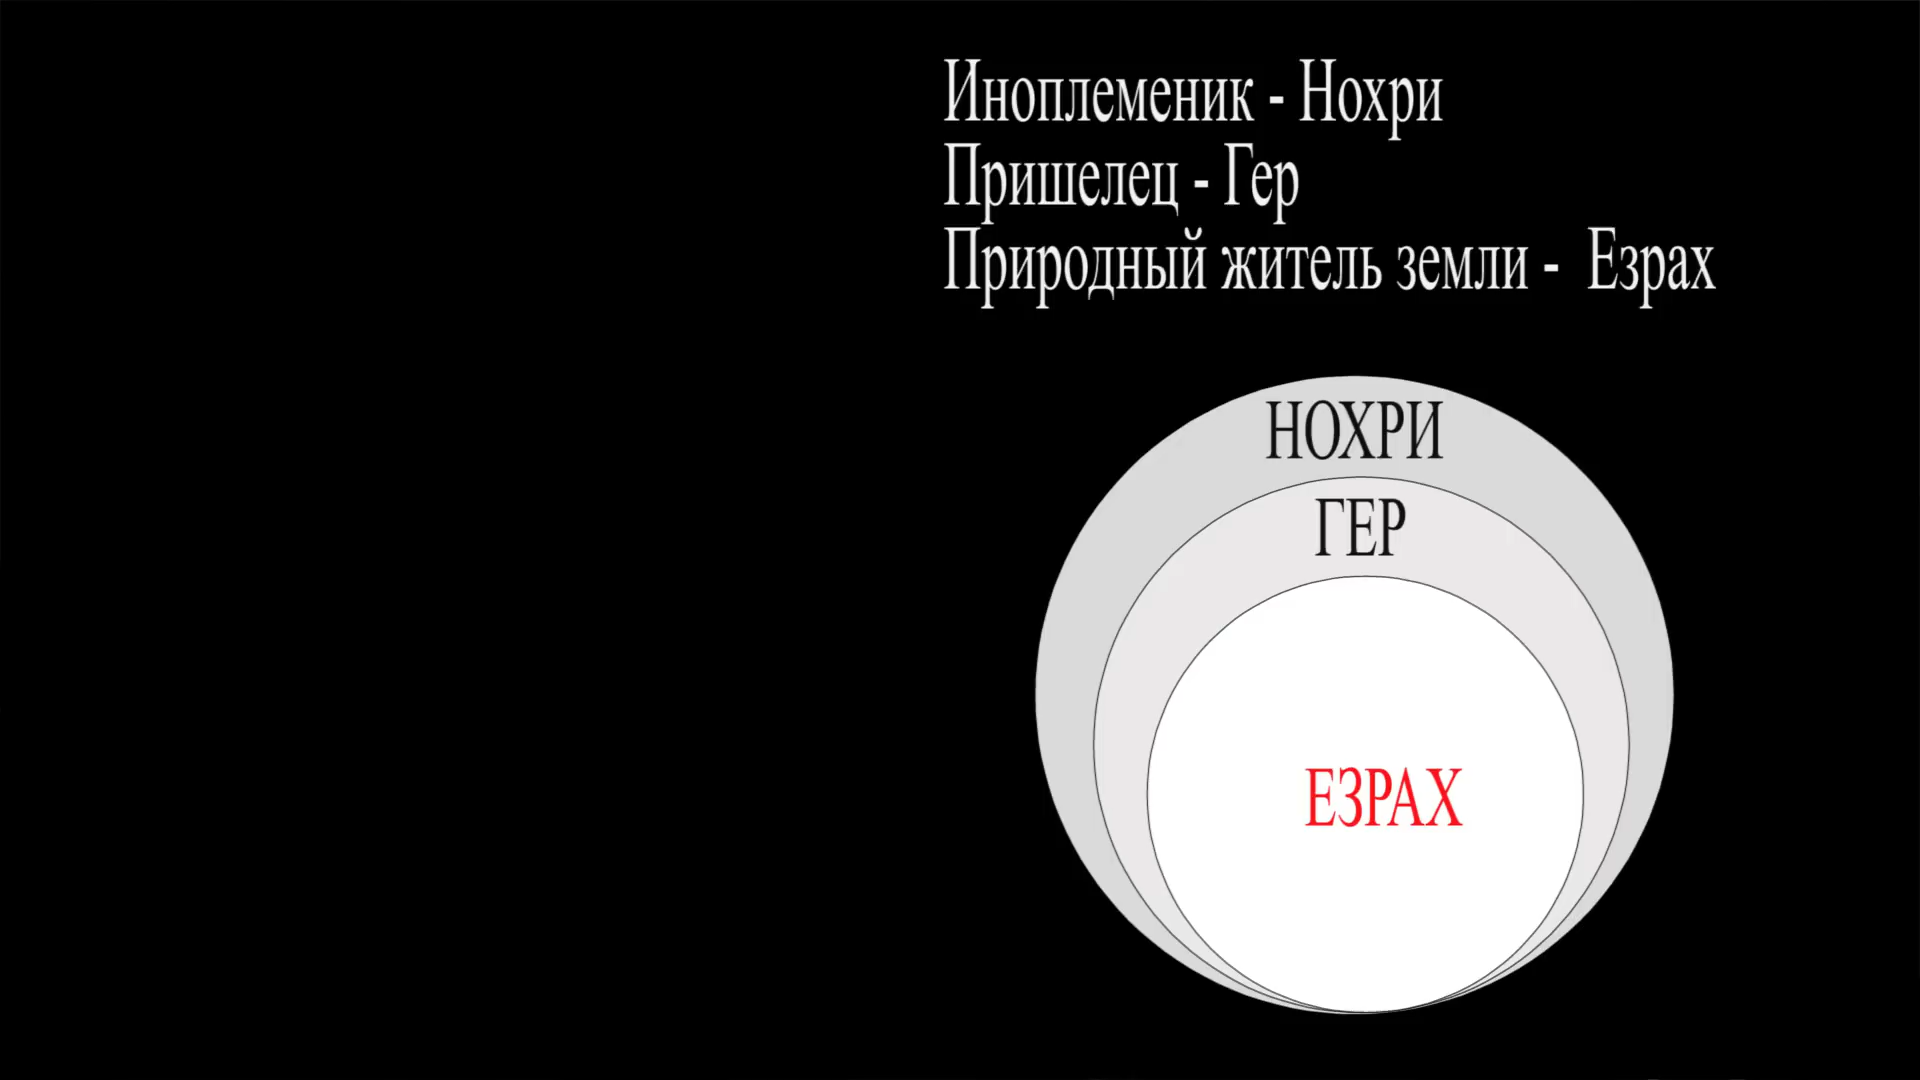 Иноплеменик - Нохри
Пришелец - Гер
Природный житель земли - Езрах
НОХРИ
ГЕР
ЕЗРАХ